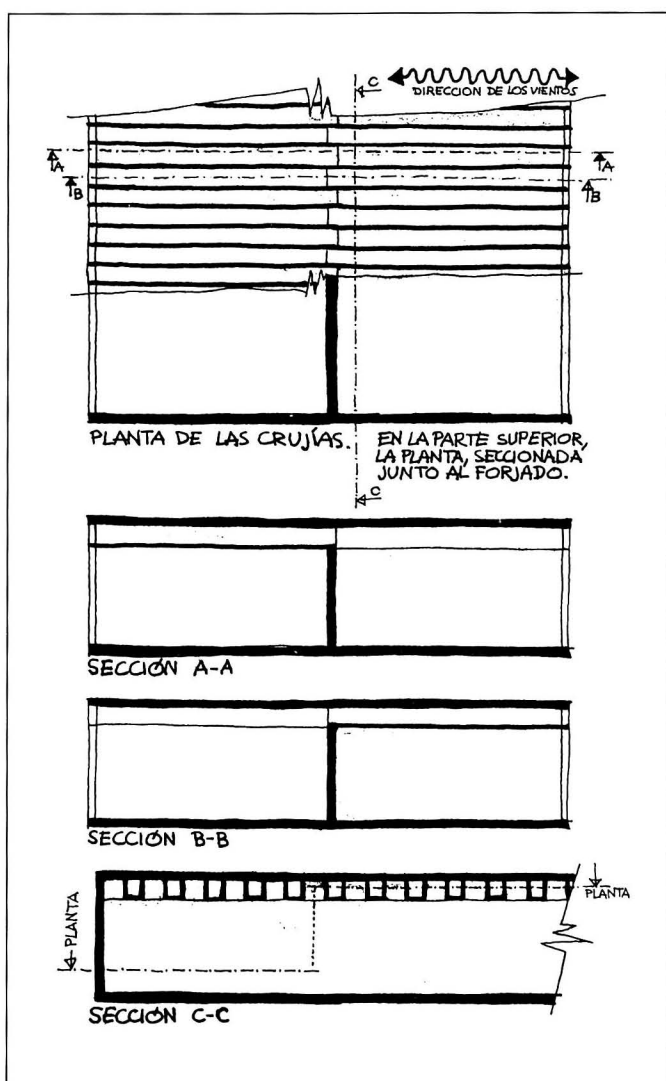 C
DIRECCION DE LOS VIENTOS
A
A
B
B
PLANTA DE LAS CRUJÍAS.
EN LA PARTE SUPERIOR,
LA PLANTA, SECCIONADA
JUNTO AL FORJADO.
C
SECCIÓN A-A
SECCIÓN B-B
PLANTA
PLANTA
SECCIÓN C-C